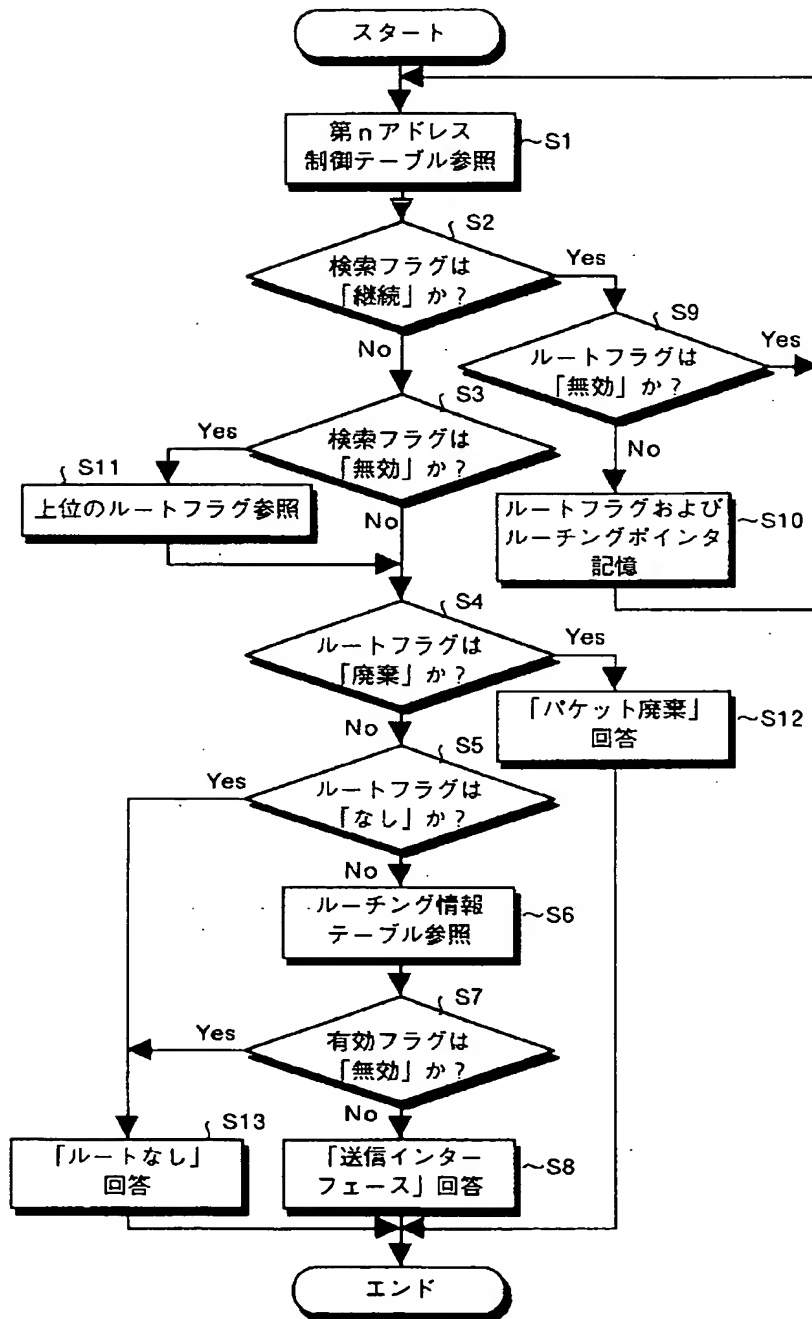 スタート
第nアドレス
制御テーブル参照
~S1
S2
検索フラグは
「継続」か？
Yes
No
S9
ルートフラグは
「無効」か？
Yes
No
S3
検索フラグは
「無効」か？
Yes
No
S11
上位のルートフラグ参照
ルートフラグおよび
ルーチングポインタ
記憶
~S10
S4
ルートフラグは
「廃棄」か？
Yes
No
「パケット廃棄」
回答
~S12
S5
ルートフラグは
「なし」か？
Yes
No
ルーチング情報
テーブル参照
~S6
S7
有効フラグは
「無効」か？
Yes
No
S13
「ルートなし」
回答
「送信インター
フェース」回答
~S8
エンド